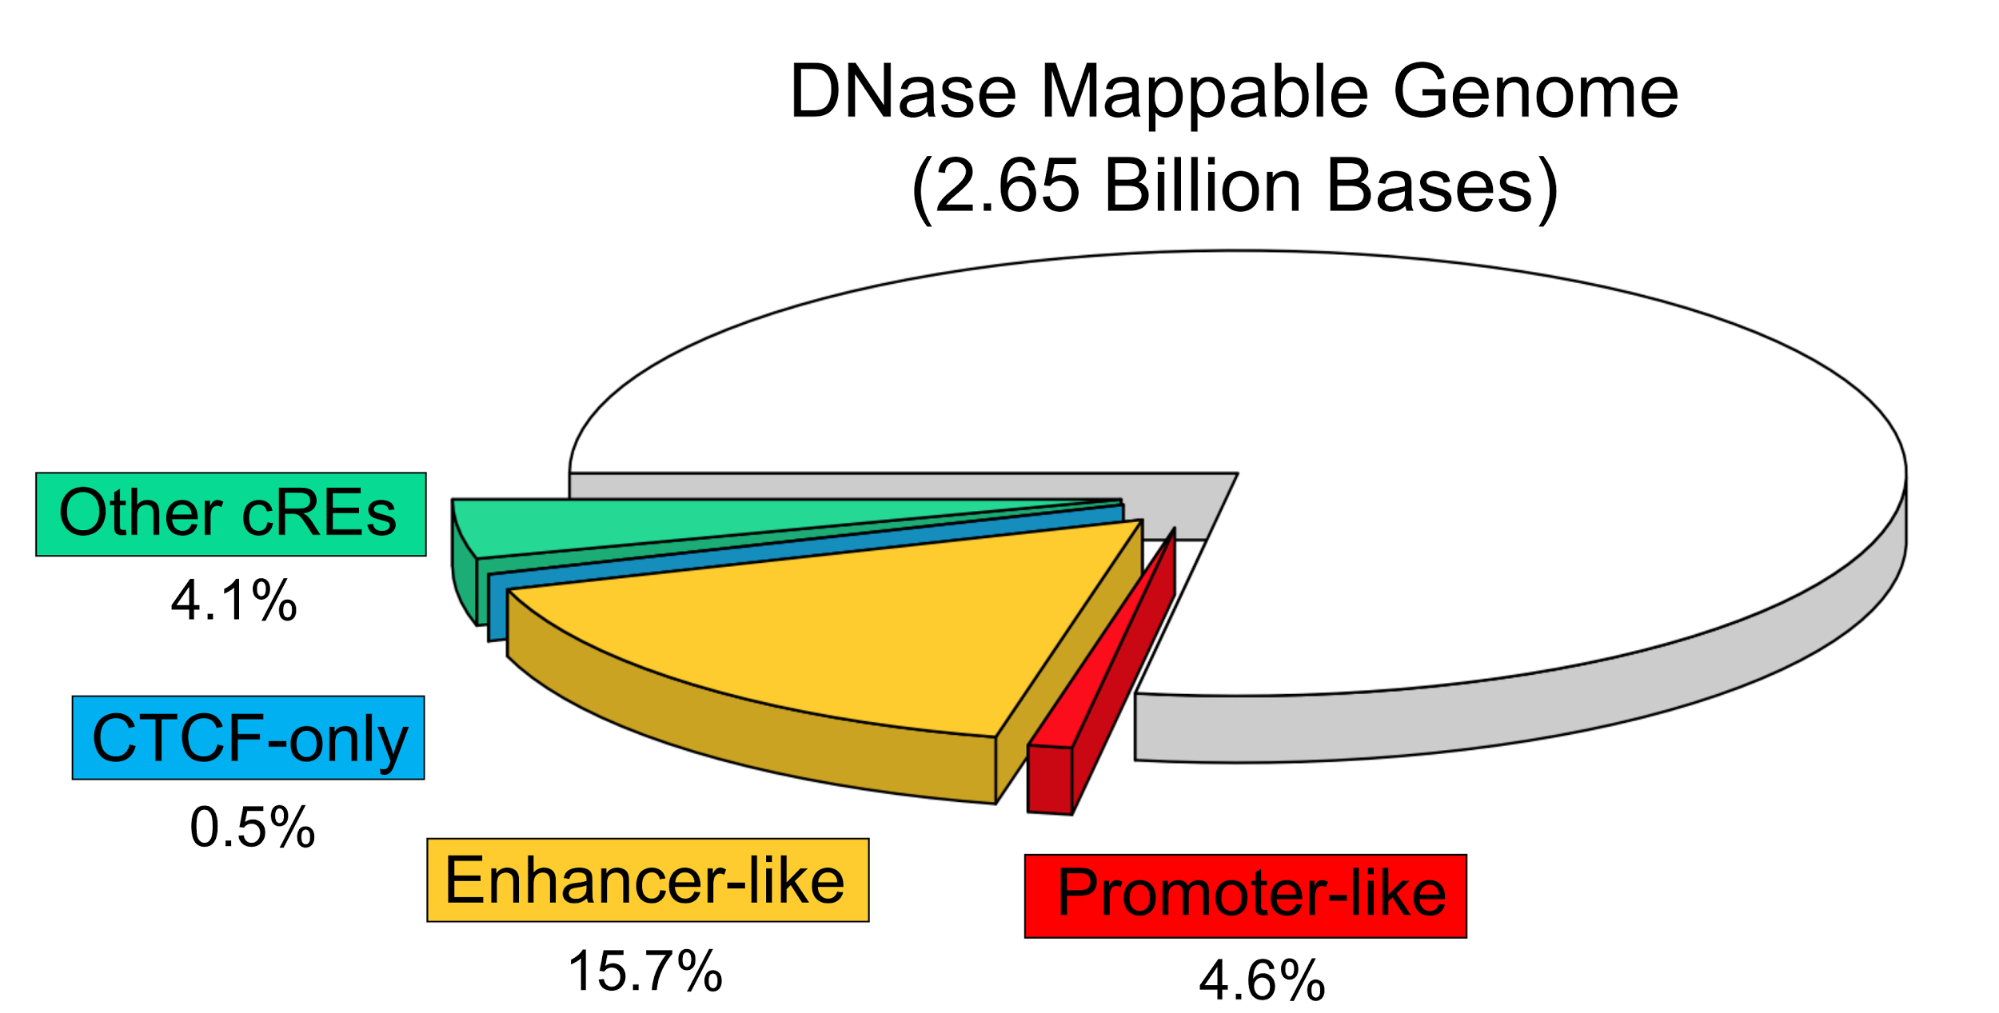 DNase Mappable Genome
(2.65 Billion Bases)
Other cREs
4.1%
CTCF-only
0.5%
Enhancer-like
15.7%
Promoter-like
4.6%